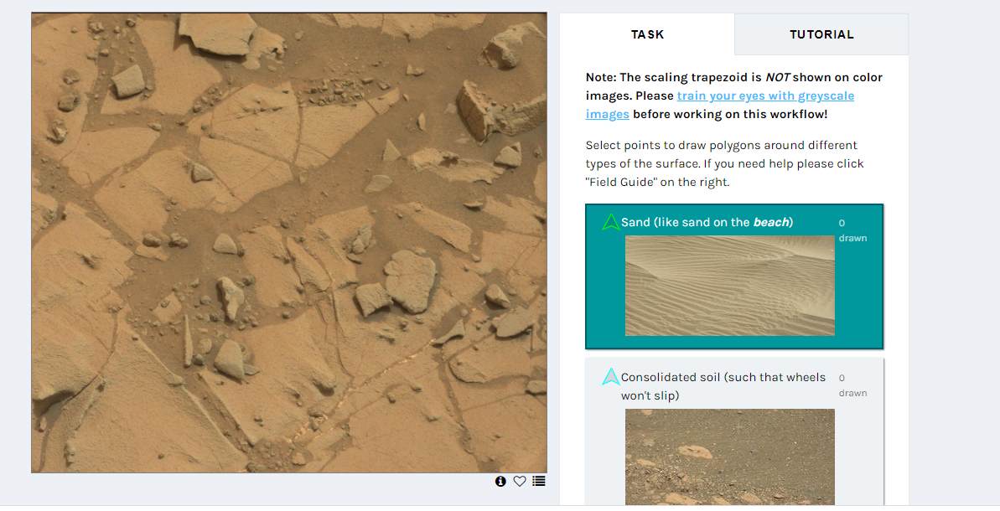 TASK
TUTORIAL
Note: The scaling trapezoid is NOT shown on color
images. Please train your eyes with greyscale
images before working on this workflow!
Select points to draw polygons around different
types of the surface. If you need help please click
"Field Guide" on the right.
Sand (like sand on the beach)
0
drawn
Consolidated soil (such that wheels
won't slip)
0
drawn